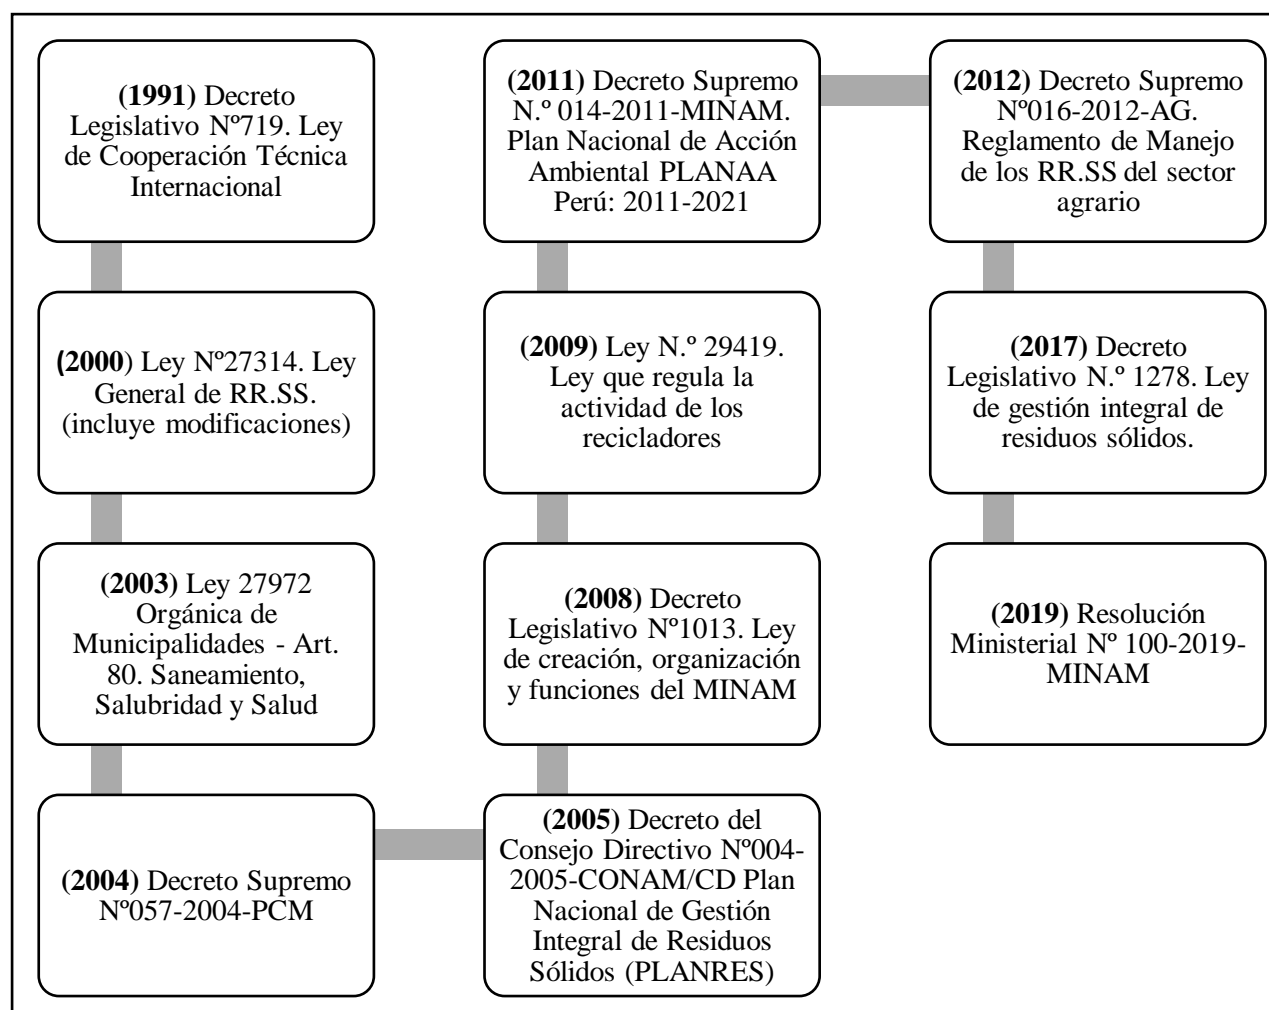 (1991) Decreto
Legislativo Nº719. Ley
de Cooperación Técnica
Internacional
(2000) Ley Nº27314. Ley
General de RR.SS.
(incluye modificaciones)
(2003) Ley 27972
Orgánica de
Municipalidades - Art.
80. Saneamiento,
Salubridad y Salud
(2004) Decreto Supremo
Nº057-2004-PCM
(2005) Decreto del
Consejo Directivo Nº004-
2005-CONAM/CD Plan
Nacional de Gestión
Integral de Residuos
Sólidos (PLANRES)
(2008) Decreto
Legislativo Nº1013. Ley
de creación, organización
y funciones del MINAM
(2009) Ley N.º 29419.
Ley que regula la
actividad de los
recicladores
(2011) Decreto Supremo
N.º 014-2011-MINAM.
Plan Nacional de Acción
Ambiental PLANAA
Perú: 2011-2021
(2012) Decreto Supremo
Nº016-2012-AG.
Reglamento de Manejo
de los RR.SS del sector
agrario
(2017) Decreto
Legislativo N.º 1278. Ley
de gestión integral de
residuos sólidos.
(2019) Resolución
Ministerial Nº 100-2019-
MINAM